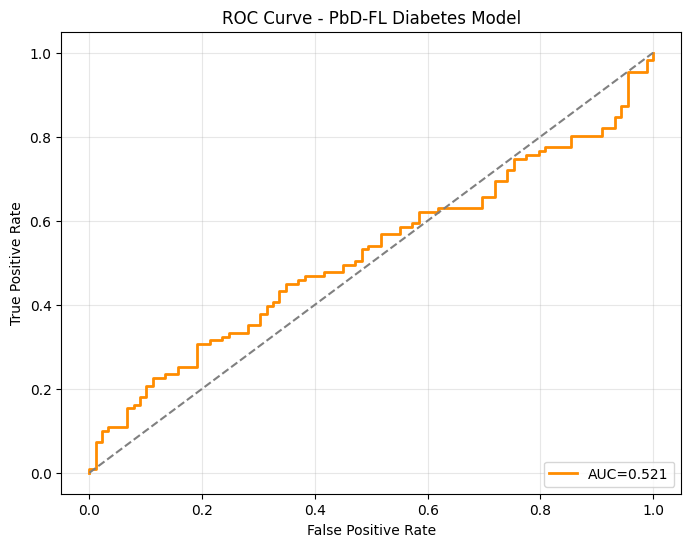 ROC Curve - PbD-FL Diabetes Model
True Positive Rate
1.0
0.8
0.6
0.4
0.2
0.0
AUC=0.521
0.0 0.2 0.4 0.6 0.8 1.0
False Positive Rate